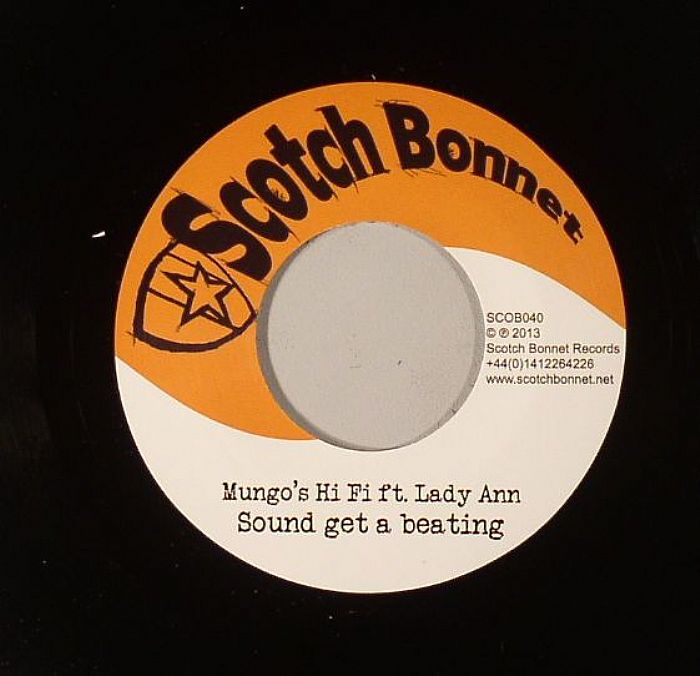 Scotch Bonnet
SCOB040
© ℗ 2013
Scotch Bonnet Records
+44(0)1412264226
www.scotchbonnet.net
Mungo's Hi Fi ft. Lady Ann
Sound get a beating